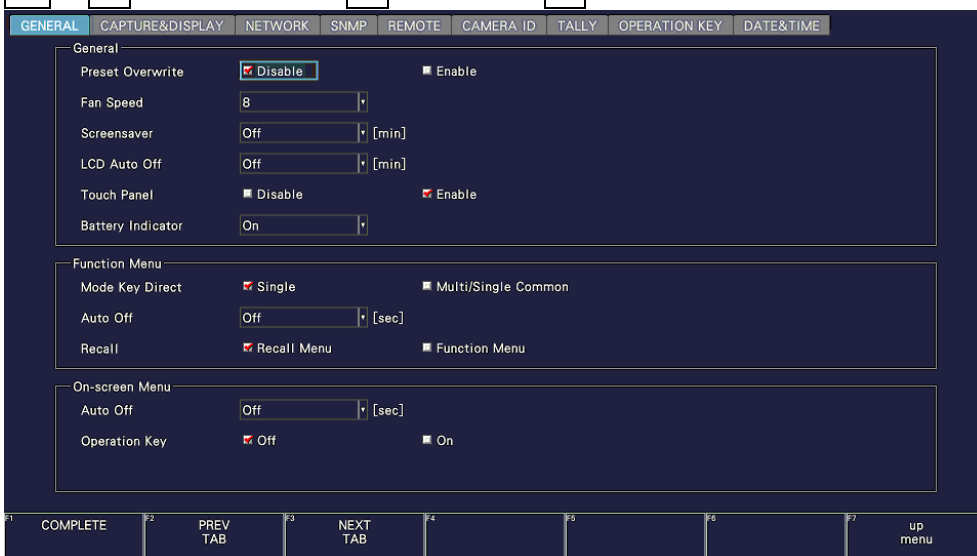 GENERAL CAPTURE&DISPLAY NETWORK SNMP REMOTE CAMERA ID TALLY OPERATION KEY DATE&TIME
General
Preset Overwrite Disable Enable
Fan Speed 8
Screensaver Off [min]
LCD Auto Off Off [min]
Touch Panel Disable Enable
Battery Indicator On
Function Menu
Mode Key Direct Single Multi/Single Common
Auto Off Off [sec]
Recall Recall Menu Function Menu
On-screen Menu
Auto Off Off [sec]
Operation Key Off On
F1 COMPLETE F2 PREV F3 NEXT F4 F5 F6 F7 up
TAB TAB menu